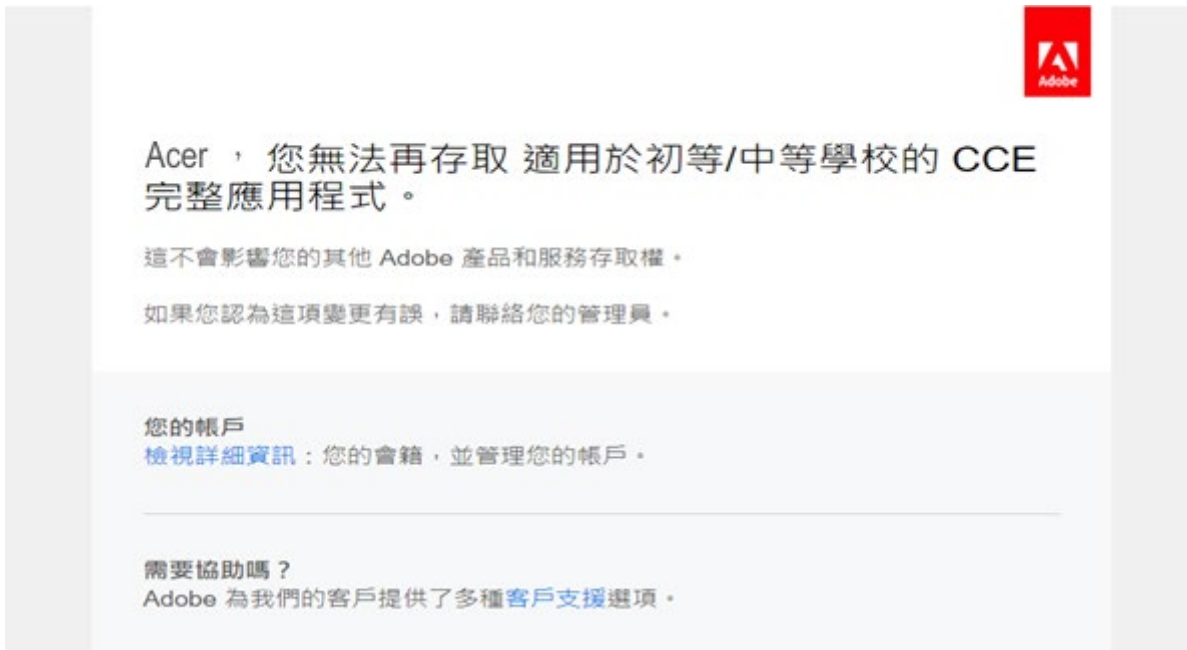 Adobe
Acer ， 您無法再存取 適用於初等/中等學校的 CCE
完整應用程式。
這不會影響您的其他 Adobe 產品和服務存取權。
如果您認為這項變更有誤，請聯絡您的管理員。
您的帳戶
檢視詳細資訊：您的會籍，並管理您的帳戶。
需要協助嗎？
Adobe 為我們的客戶提供了多種客戶支援選項。